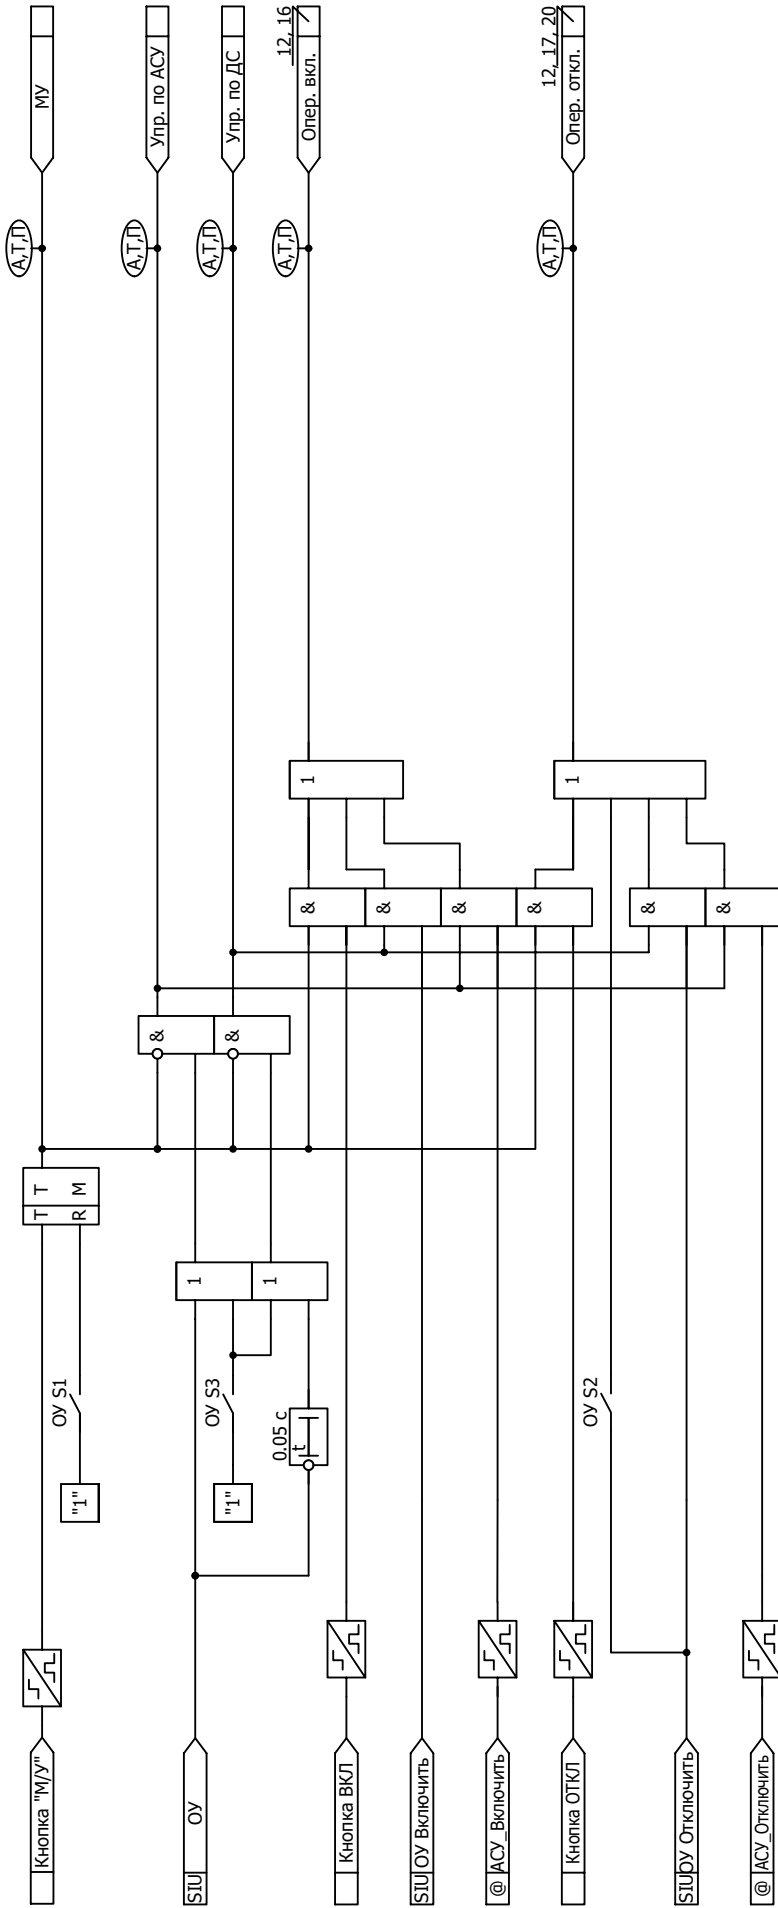 Кнопка "М/У"
SIU ОУ
Кнопка ВКЛ
SIU ОУ Включить
@ АСУ_Включить
Кнопка ОТКЛ
SIU ОУ Отключить
@ АСУ_Отключить
"1"
ОУ S1
"1"
ОУ S3
0.05 с
t
ОУ S2
1
1
T T
R M
&
&
&
&
&
&
&
&
1
1
А,Т,П
А,Т,П
А,Т,П
А,Т,П
А,Т,П
МУ
Упр. по АСУ
Упр. по ДС
12, 16
Опер. вкл.
12, 17, 20
Опер. откл.